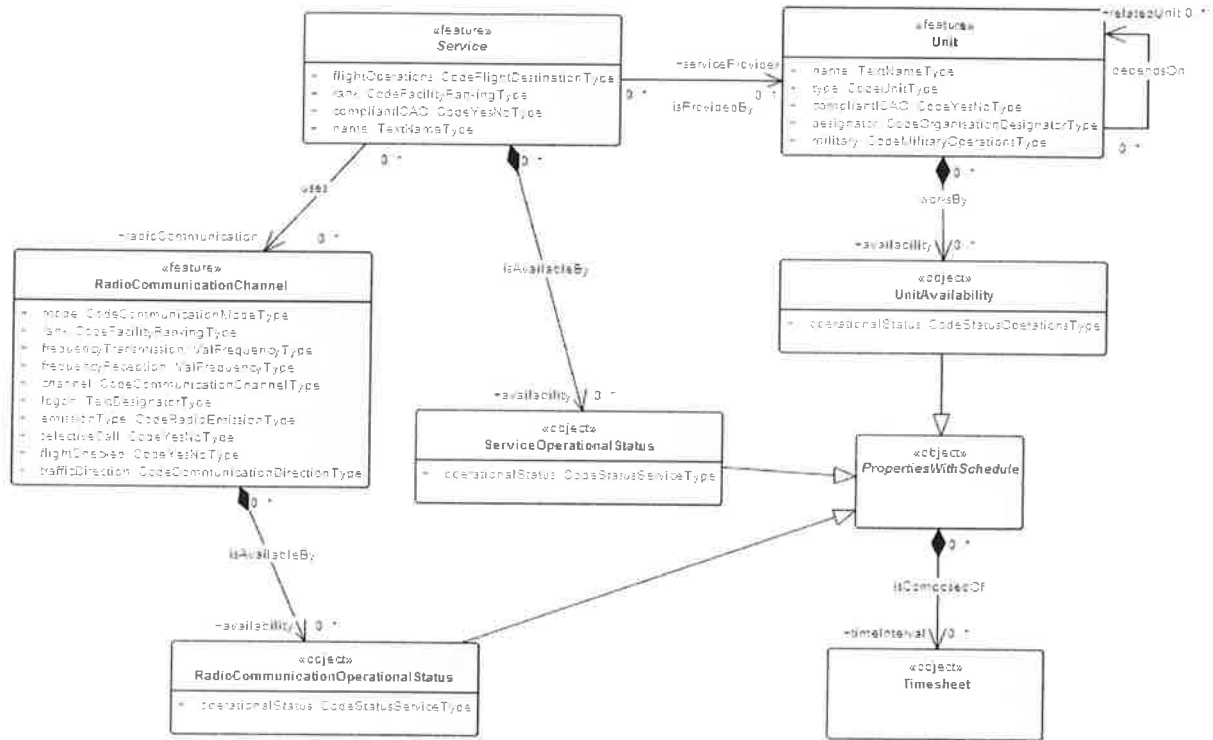 «feature»
Service
+ flightOperations: CodeFlightDestinationType
+ rank: CodeFacilityRankingType
+ compliantICAO: CodeYesNoType
+ name: TextNameType
+serviceProvider
0..*
0..*
isProvidedBy
«feature»
Unit
+ name: TextNameType
+ type: CodeUnitType
+ compliantICAO: CodeYesNoType
+ designator: CodeOrganisationDesignatorType
+ military: CodeMilitaryOperationsType
+relatedUnit 0..*
dependsOn
0..*
0..*
uses
+radioCommunication
0..*
0..*
isAvailableBy
+availability
0..*
0..*
worksBy
+availability
0..*
«feature»
RadioCommunicationChannel
+ mode: CodeCommunicationModeType
+ rank: CodeFacilityRankingType
+ frequencyTransmission: ValFrequencyType
+ frequencyReception: ValFrequencyType
+ channel: CodeCommunicationChannelType
+ logon: TextDesignatorType
+ emissionType: CodeRadioEmissionType
+ selectiveCall: CodeYesNoType
+ flightChecked: CodeYesNoType
+ trafficDirection: CodeCommunicationDirectionType
«object»
UnitAvailability
+ operationalStatus: CodeStatusOperationsType
«object»
ServiceOperationalStatus
+ operationalStatus: CodeStatusServiceType
«object»
PropertiesWithSchedule
0..*
isAvailableBy
+availability
0..*
0..*
isComposedOf
+timeInterval
0..*
«object»
RadioCommunicationOperationalStatus
+ operationalStatus: CodeStatusServiceType
«object»
Timesheet